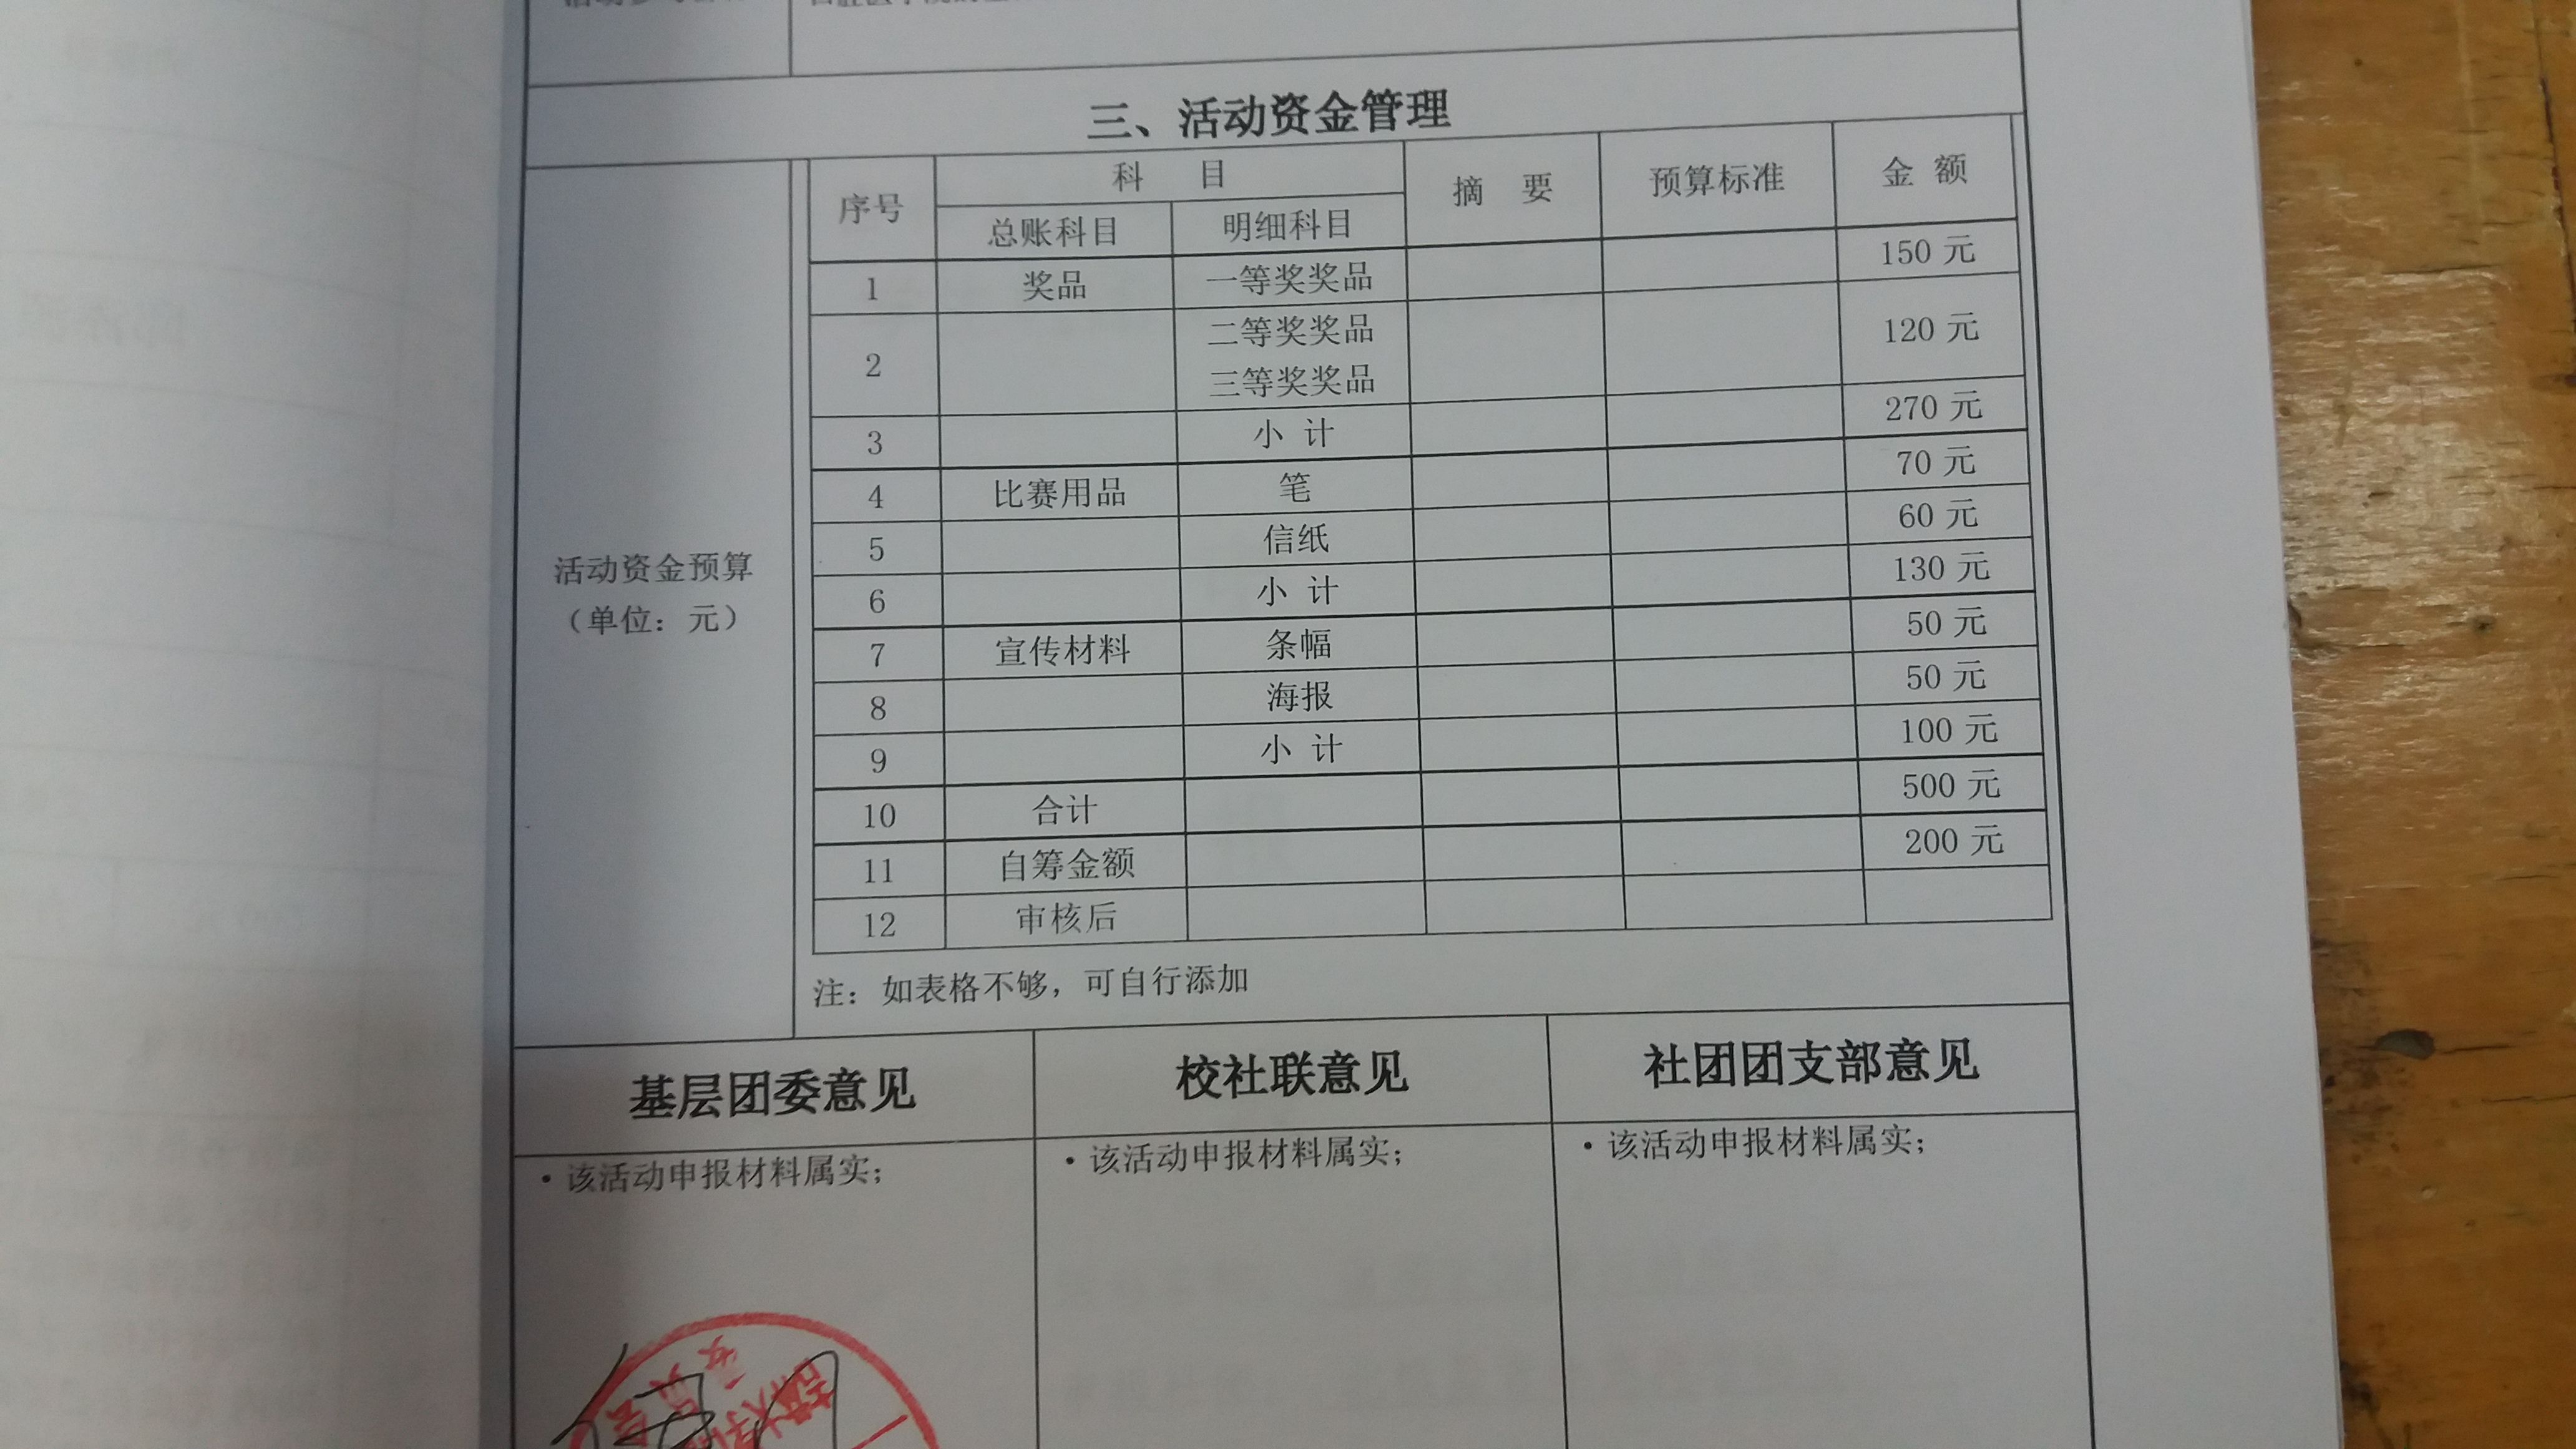 三、活动资金管理
活动资金预算
（单位：元）
序号 科 目 摘 要 预算标准 金 额
总账科目 明细科目
1 奖品 一等奖奖品 150 元
2 二等奖奖品 120 元
三等奖奖品
3 小 计 270 元
4 比赛用品 笔 70 元
5 信纸 60 元
6 小 计 130 元
7 宣传材料 条幅 50 元
8 海报 50 元
9 小 计 100 元
10 合计 500 元
11 自筹金额 200 元
12 审核后
注：如表格不够，可自行添加
基层团委意见 校社联意见 社团团支部意见
·该活动申报材料属实； ·该活动申报材料属实； ·该活动申报材料属实；